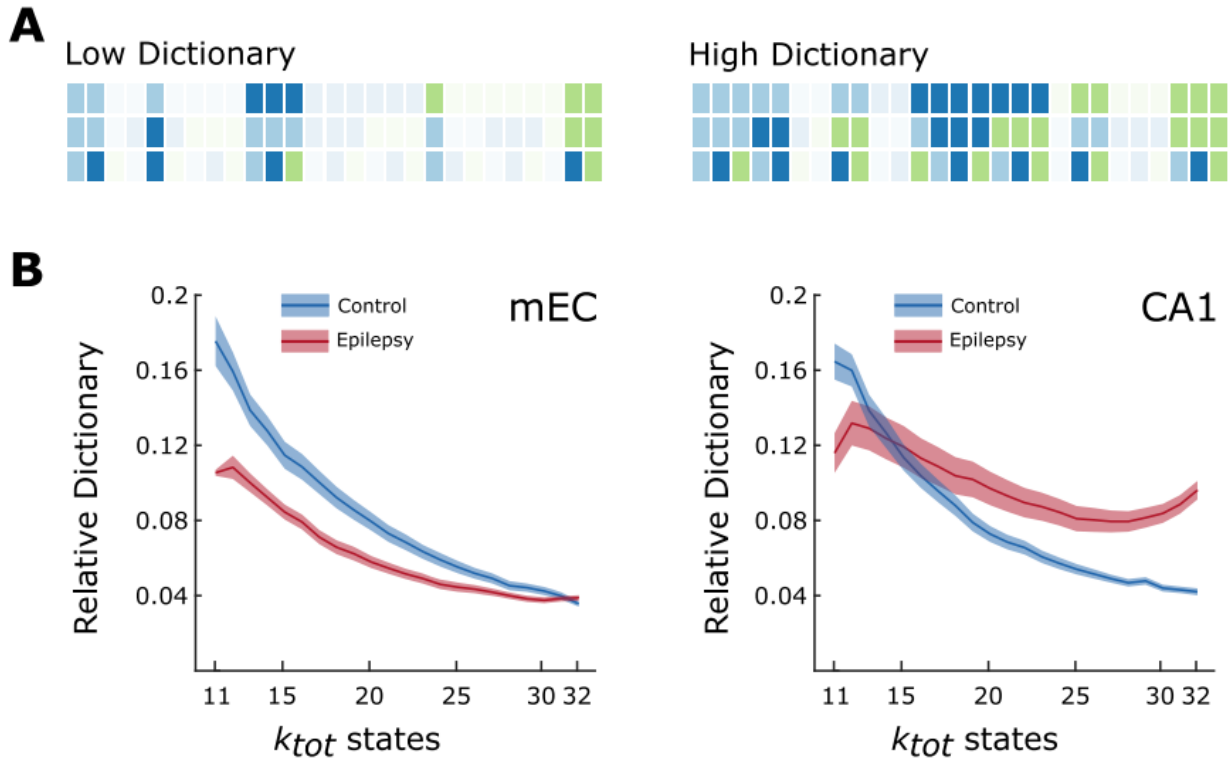 A
Low Dictionary
High Dictionary
B
mEC
Control
Epilepsy
Relative Dictionary
0.2
0.16
0.12
0.08
0.04
11 15 20 25 30 32
k_tot states
CA1
Control
Epilepsy
Relative Dictionary
0.2
0.16
0.12
0.08
0.04
11 15 20 25 30 32
k_tot states